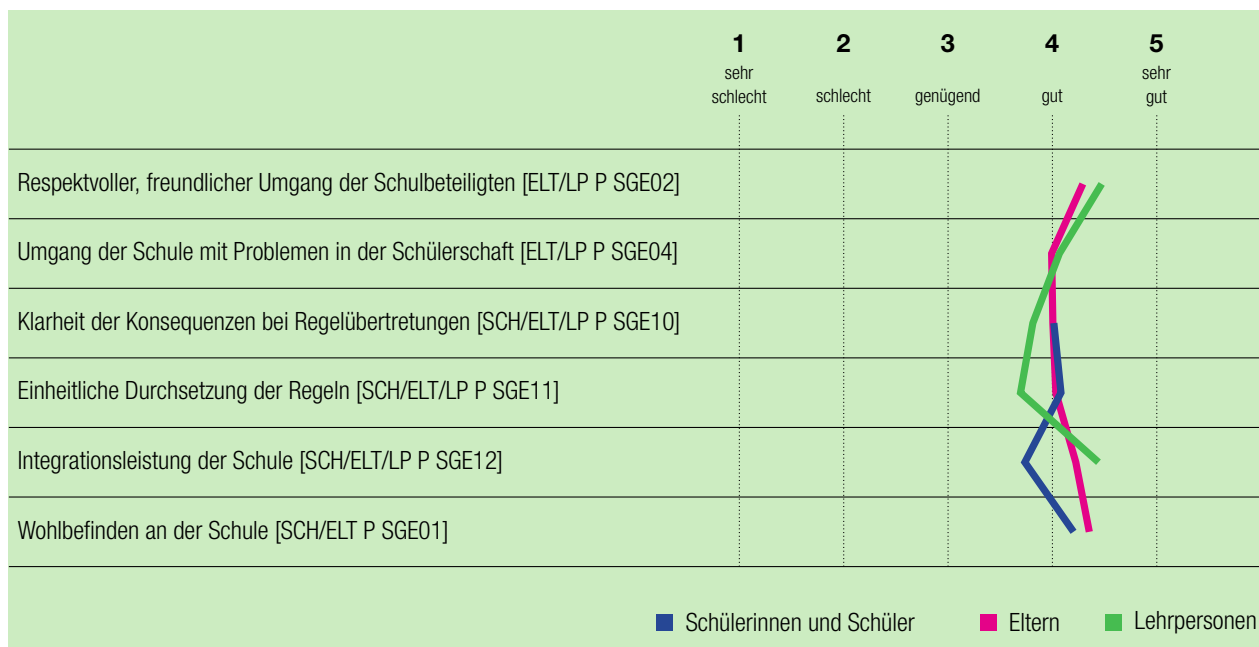 1 2 3 4 5
sehr schlecht schlecht genügend gut sehr gut
Respektvoller, freundlicher Umgang der Schulbeteiligten [ELT/LP P SGE02]
Umgang der Schule mit Problemen in der Schülerschaft [ELT/LP P SGE04]
Klarheit der Konsequenzen bei Regelübertretungen [SCH/ELT/LP P SGE10]
Einheitliche Durchsetzung der Regeln [SCH/ELT/LP P SGE11]
Integrationsleistung der Schule [SCH/ELT/LP P SGE12]
Wohlbefinden an der Schule [SCH/ELT P SGE01]
Schülerinnen und Schüler Eltern Lehrpersonen